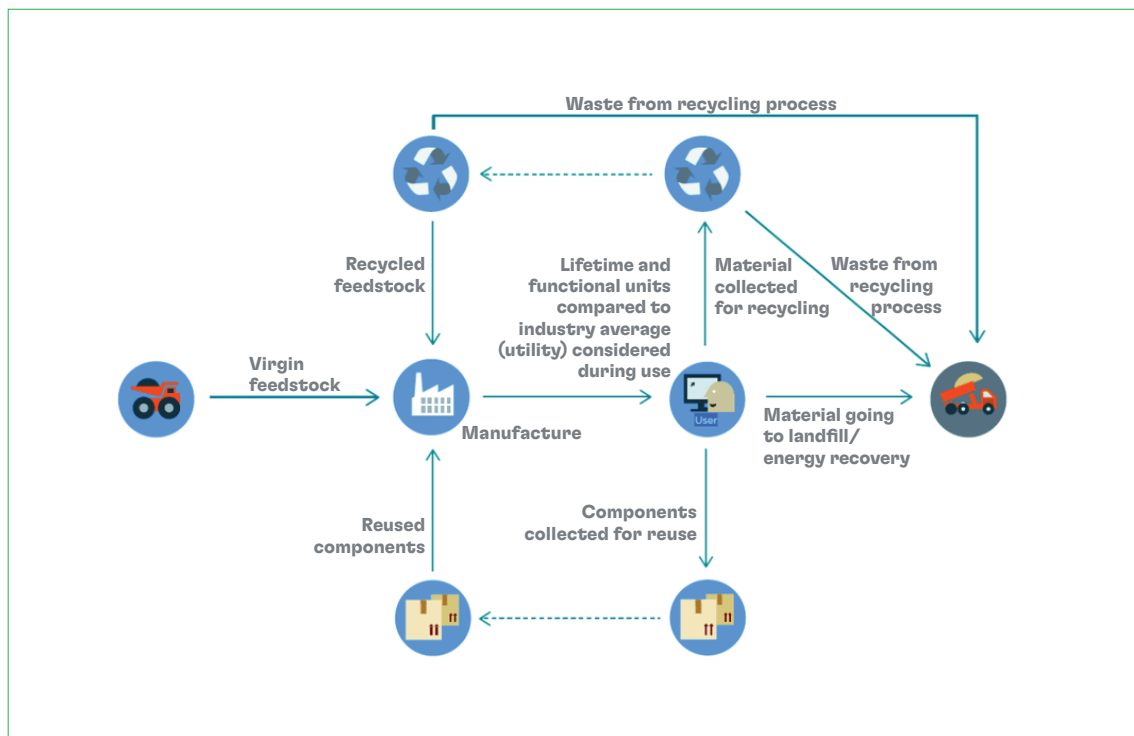 Waste from recycling process
Recycled
feedstock
Lifetime and
functional units
compared to
industry average
(utility) considered
during use
Material
collected
for recycling
Waste from
recycling
process
Virgin
feedstock
Manufacture
User
Material going
to landfill/
energy recovery
Reused
components
Components
collected for reuse